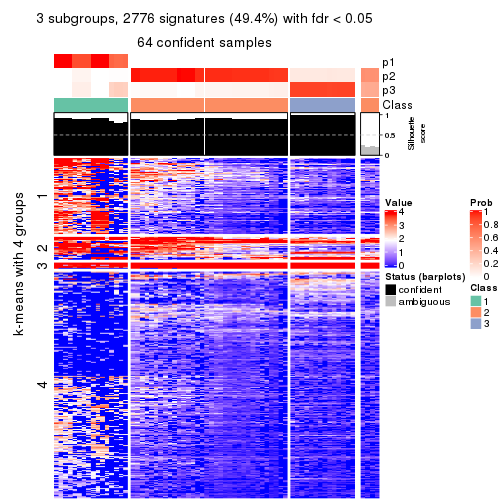 3 subgroups, 2776 signatures (49.4%) with fdr < 0.05
64 confident samples
p1
p2
p3
Class
1
0.5
0
Silhouette
score
k-means with 4 groups
1
2
3
4
Value
4
3
2
1
0
Status (barplots)
confident
ambiguous
Prob
1
0.8
0.6
0.4
0.2
0
Class
1
2
3